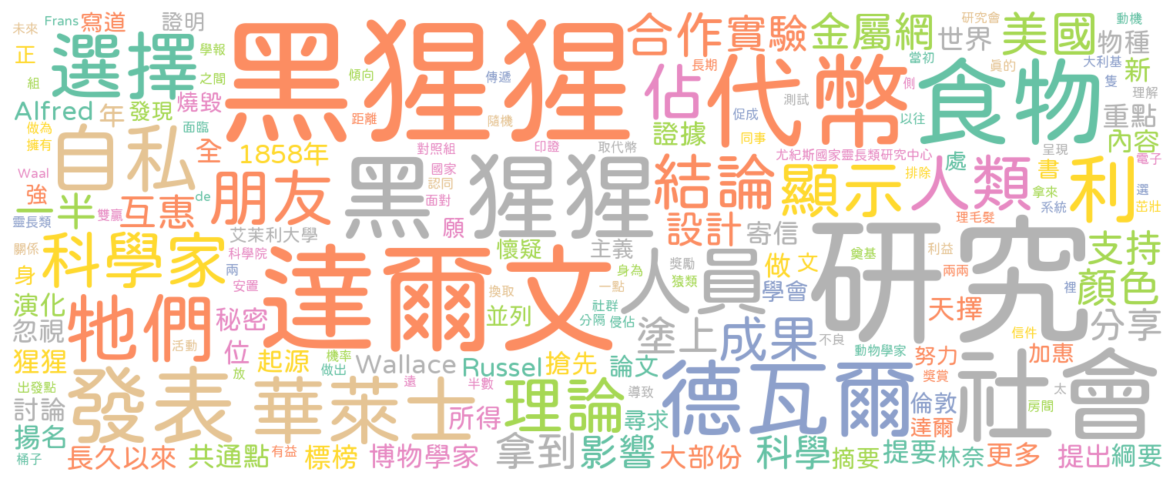 未來 Frans 寫道 證明 黑猩猩 合作 實驗 金屬網 研究會 美國 動機
正 選擇 學報 傾向 傳遞 長期 世界 當初 真的 物種
組 之間 佔 代幣 側 食物 大利基 新 隻 理解
Alfred 年 發現 燒毀 距離 隨機 促成 測試 同事 以往 重點
做為 面臨 對照組 印證 證據 取代幣 尤紀斯國家靈長類研究中心 處 呈現 內容 電子
擁有 自私 全 1858年 國家 認同 黑猩猩 結論 顯示 排除 人類 書 拿來 利 選
Waal 強 一半 雙贏 de 朋友 面對 系統 茁壯
靈長類 互惠 艾茉莉大學 願 設計 寄信 理毛髮 支持
關係 科學家 科學院 懷疑 主義 奠基 利益 研究 顏色
身 兩 達爾文 身為 獎勵 人員 做 文 兩兩 裡
演化 牠們 安置 換取 猿類 一點 學會 天擇 分享
忽視 秘密 並列 社群 分隔 侵佔 塗上 成果 不良 信件
猩猩 活動 位 起源 機率 做出 Wallace Russel 搶先 論文 動物學家 努力 加惠 社會
出發點 發表 放 華萊士 遠 半數 理論 導致 德瓦爾 獎賞 太
討論 所得 尋求 倫敦 房間
揚名 拿到 影響 達爾
桶子 長久以來 共通點 有益 標榜 博物學家 大部份 科學 摘要 提要 林奈 更多 提出 綱要